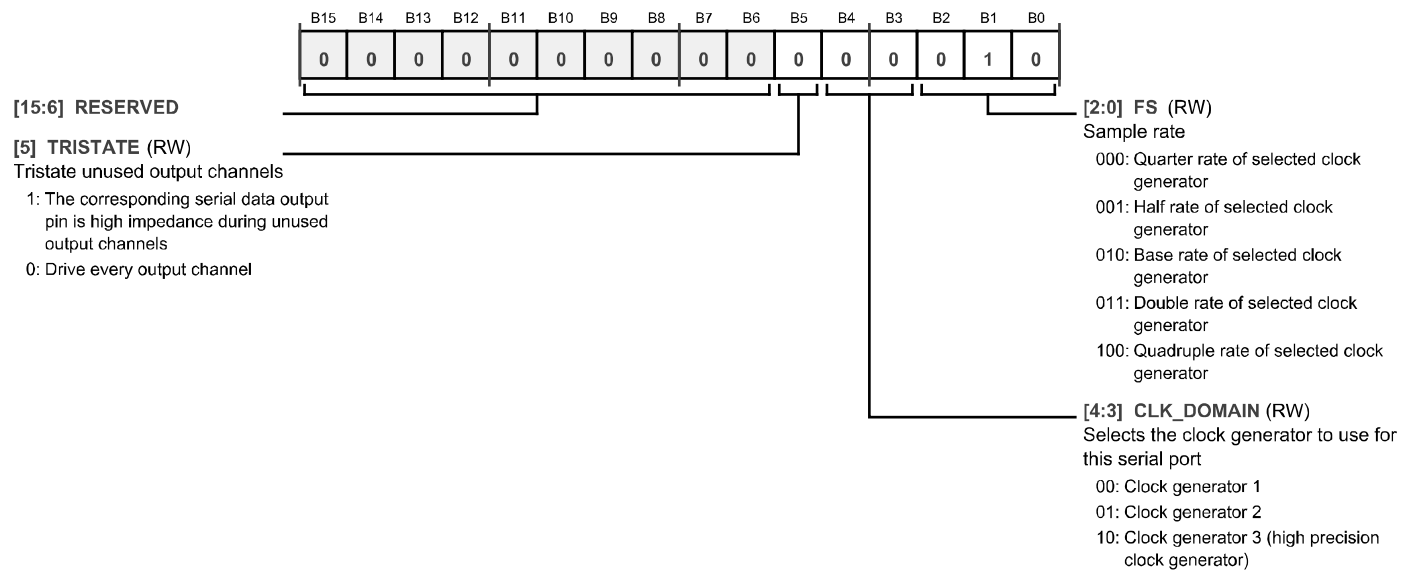 B15 B14 B13 B12 B11 B10 B9 B8 B7 B6 B5 B4 B3 B2 B1 B0
0 0 0 0 0 0 0 0 0 0 0 0 0 0 1 0
[15:6] RESERVED
[5] TRISTATE (RW)
Tristate unused output channels
1: The corresponding serial data output
pin is high impedance during unused
output channels
0: Drive every output channel
[2:0] FS (RW)
Sample rate
000: Quarter rate of selected clock
generator
001: Half rate of selected clock
generator
010: Base rate of selected clock
generator
011: Double rate of selected clock
generator
100: Quadruple rate of selected clock
generator
[4:3] CLK_DOMAIN (RW)
Selects the clock generator to use for
this serial port
00: Clock generator 1
01: Clock generator 2
10: Clock generator 3 (high precision
clock generator)